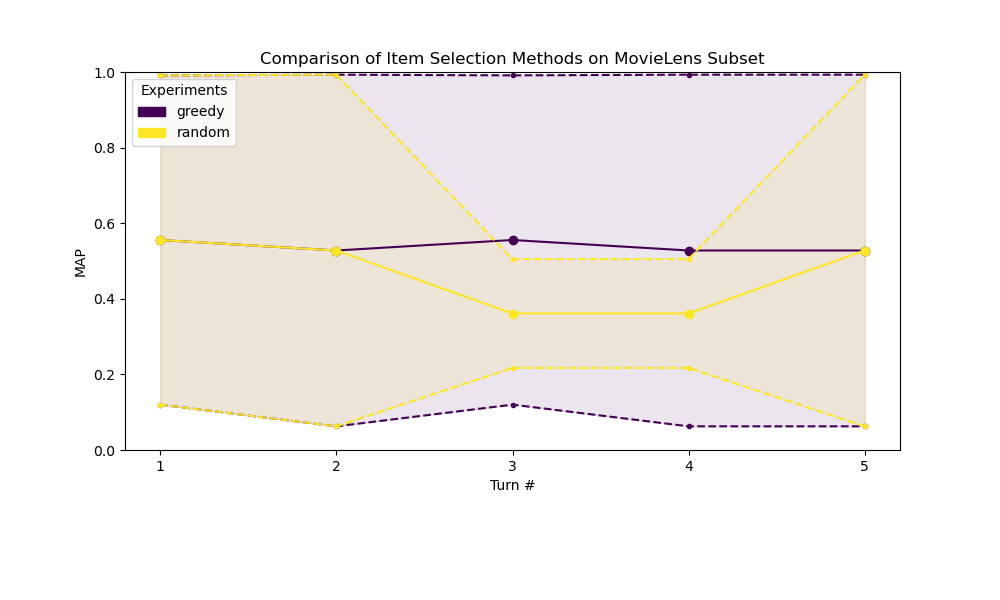 Comparison of Item Selection Methods on MovieLens Subset
1.0
0.8
0.6
0.4
0.2
0.0
MAP
Experiments
greedy
random
1 2 3 4 5
Turn #